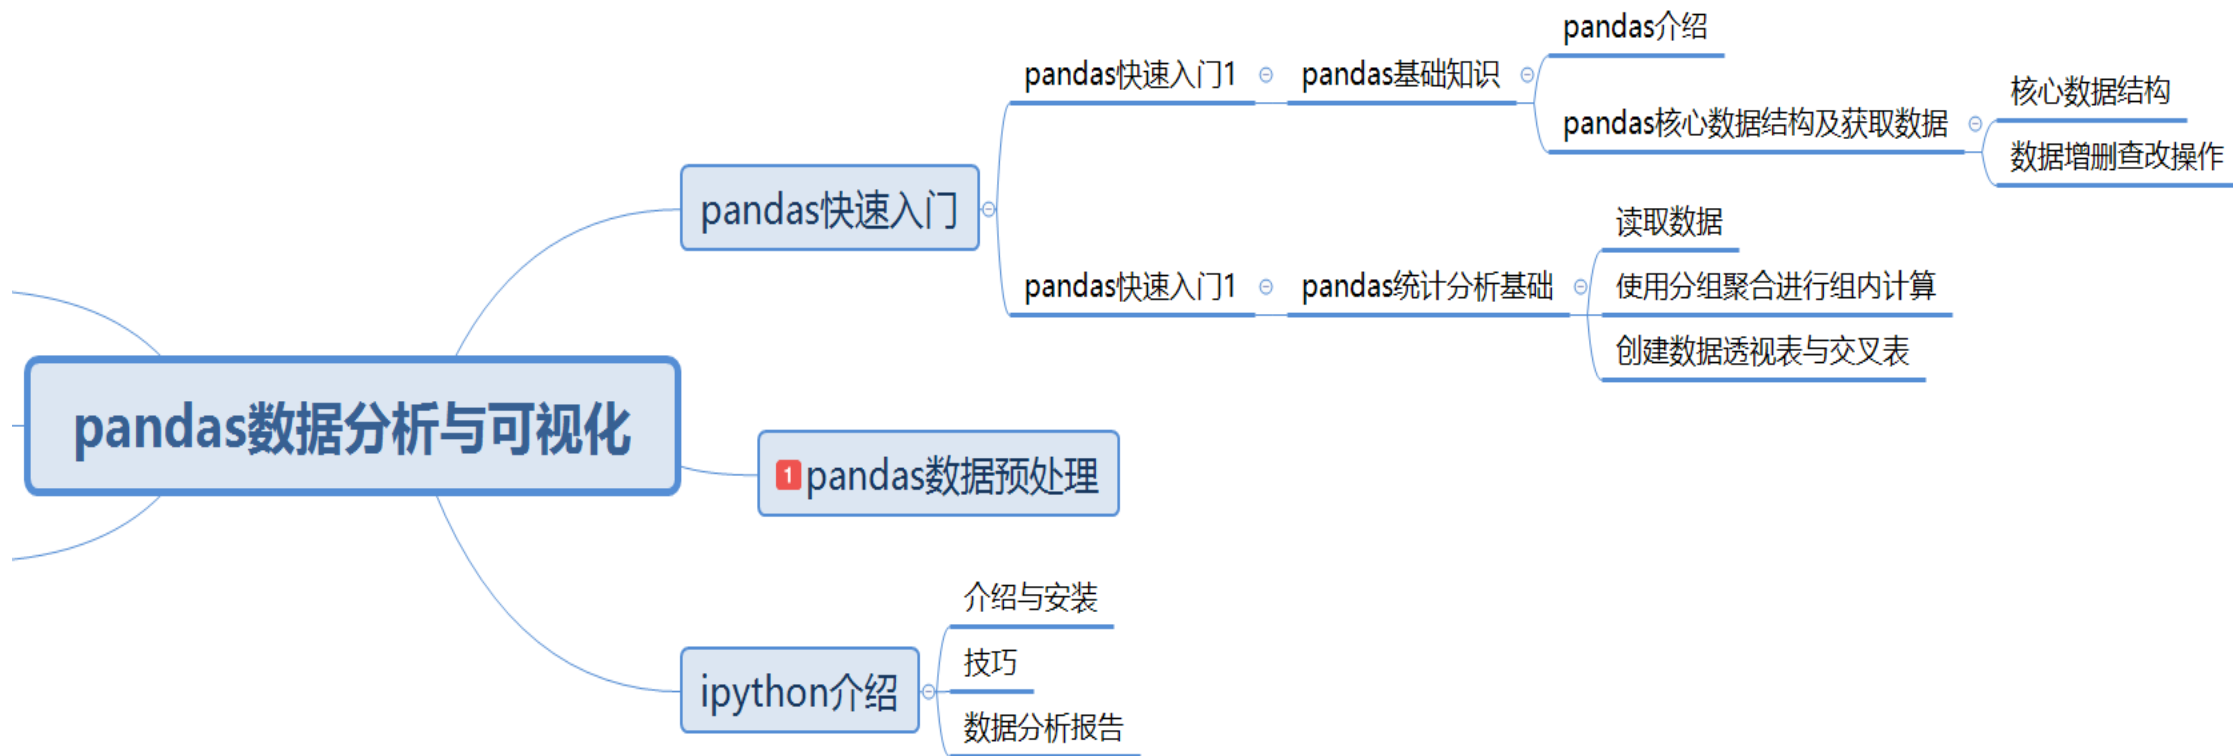 pandas数据分析与可视化
pandas快速入门
pandas快速入门1
pandas基础知识
pandas介绍
pandas核心数据结构及获取数据
核心数据结构
数据增删查改操作
pandas快速入门1
pandas统计分析基础
读取数据
使用分组聚合进行组内计算
创建数据透视表与交叉表
1 pandas数据预处理
ipython介绍
介绍与安装
技巧
数据分析报告